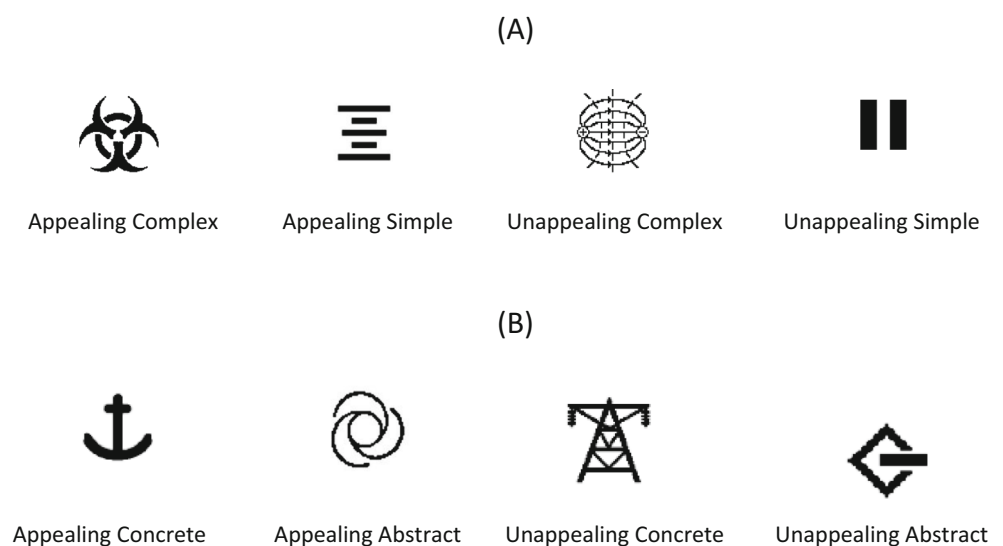 (A)
Appealing Complex Appealing Simple Unappealing Complex Unappealing Simple
(B)
Appealing Concrete Appealing Abstract Unappealing Concrete Unappealing Abstract